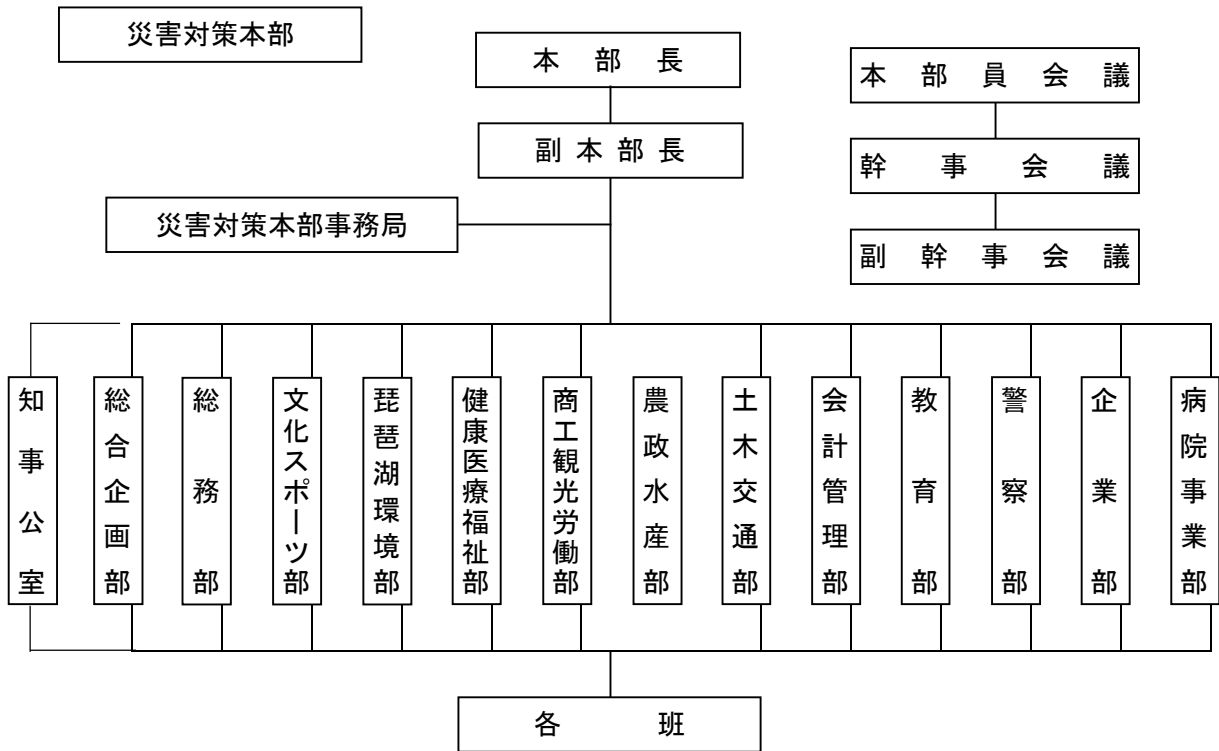 災害対策本部
本部長
副本部長
災害対策本部事務局
本部員会議
幹事会議
副幹事会議
知事公室
総合企画部
総務部
文化スポーツ部
琵琶湖環境部
健康医療福祉部
商工観光労働部
農政水産部
土木交通部
会計管理部
教育部
警察部
企業部
病院事業部
各班